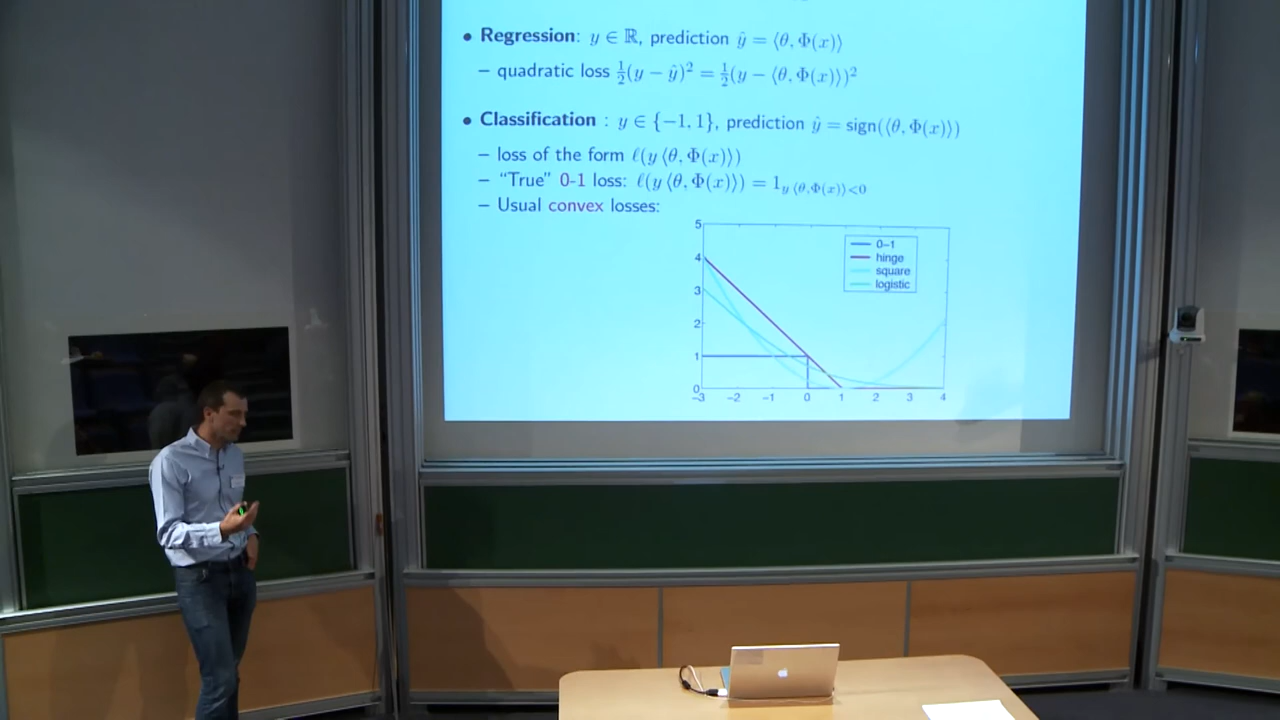 • Regression: y ∈ ℝ, prediction ŷ = ⟨θ, Φ(x)⟩
– quadratic loss ½(y − ŷ)² = ½(y − ⟨θ, Φ(x)⟩)²
• Classification : y ∈ {−1, 1}, prediction ŷ = sign(⟨θ, Φ(x)⟩)
– loss of the form ℓ(y ⟨θ, Φ(x)⟩)
– “True” 0-1 loss: ℓ(y ⟨θ, Φ(x)⟩) = 1_{y ⟨θ,Φ(x)⟩<0}
– Usual convex losses:
5
4
3
2
1
0
0−1
hinge
square
logistic
−3 −2 −1 0 1 2 3 4